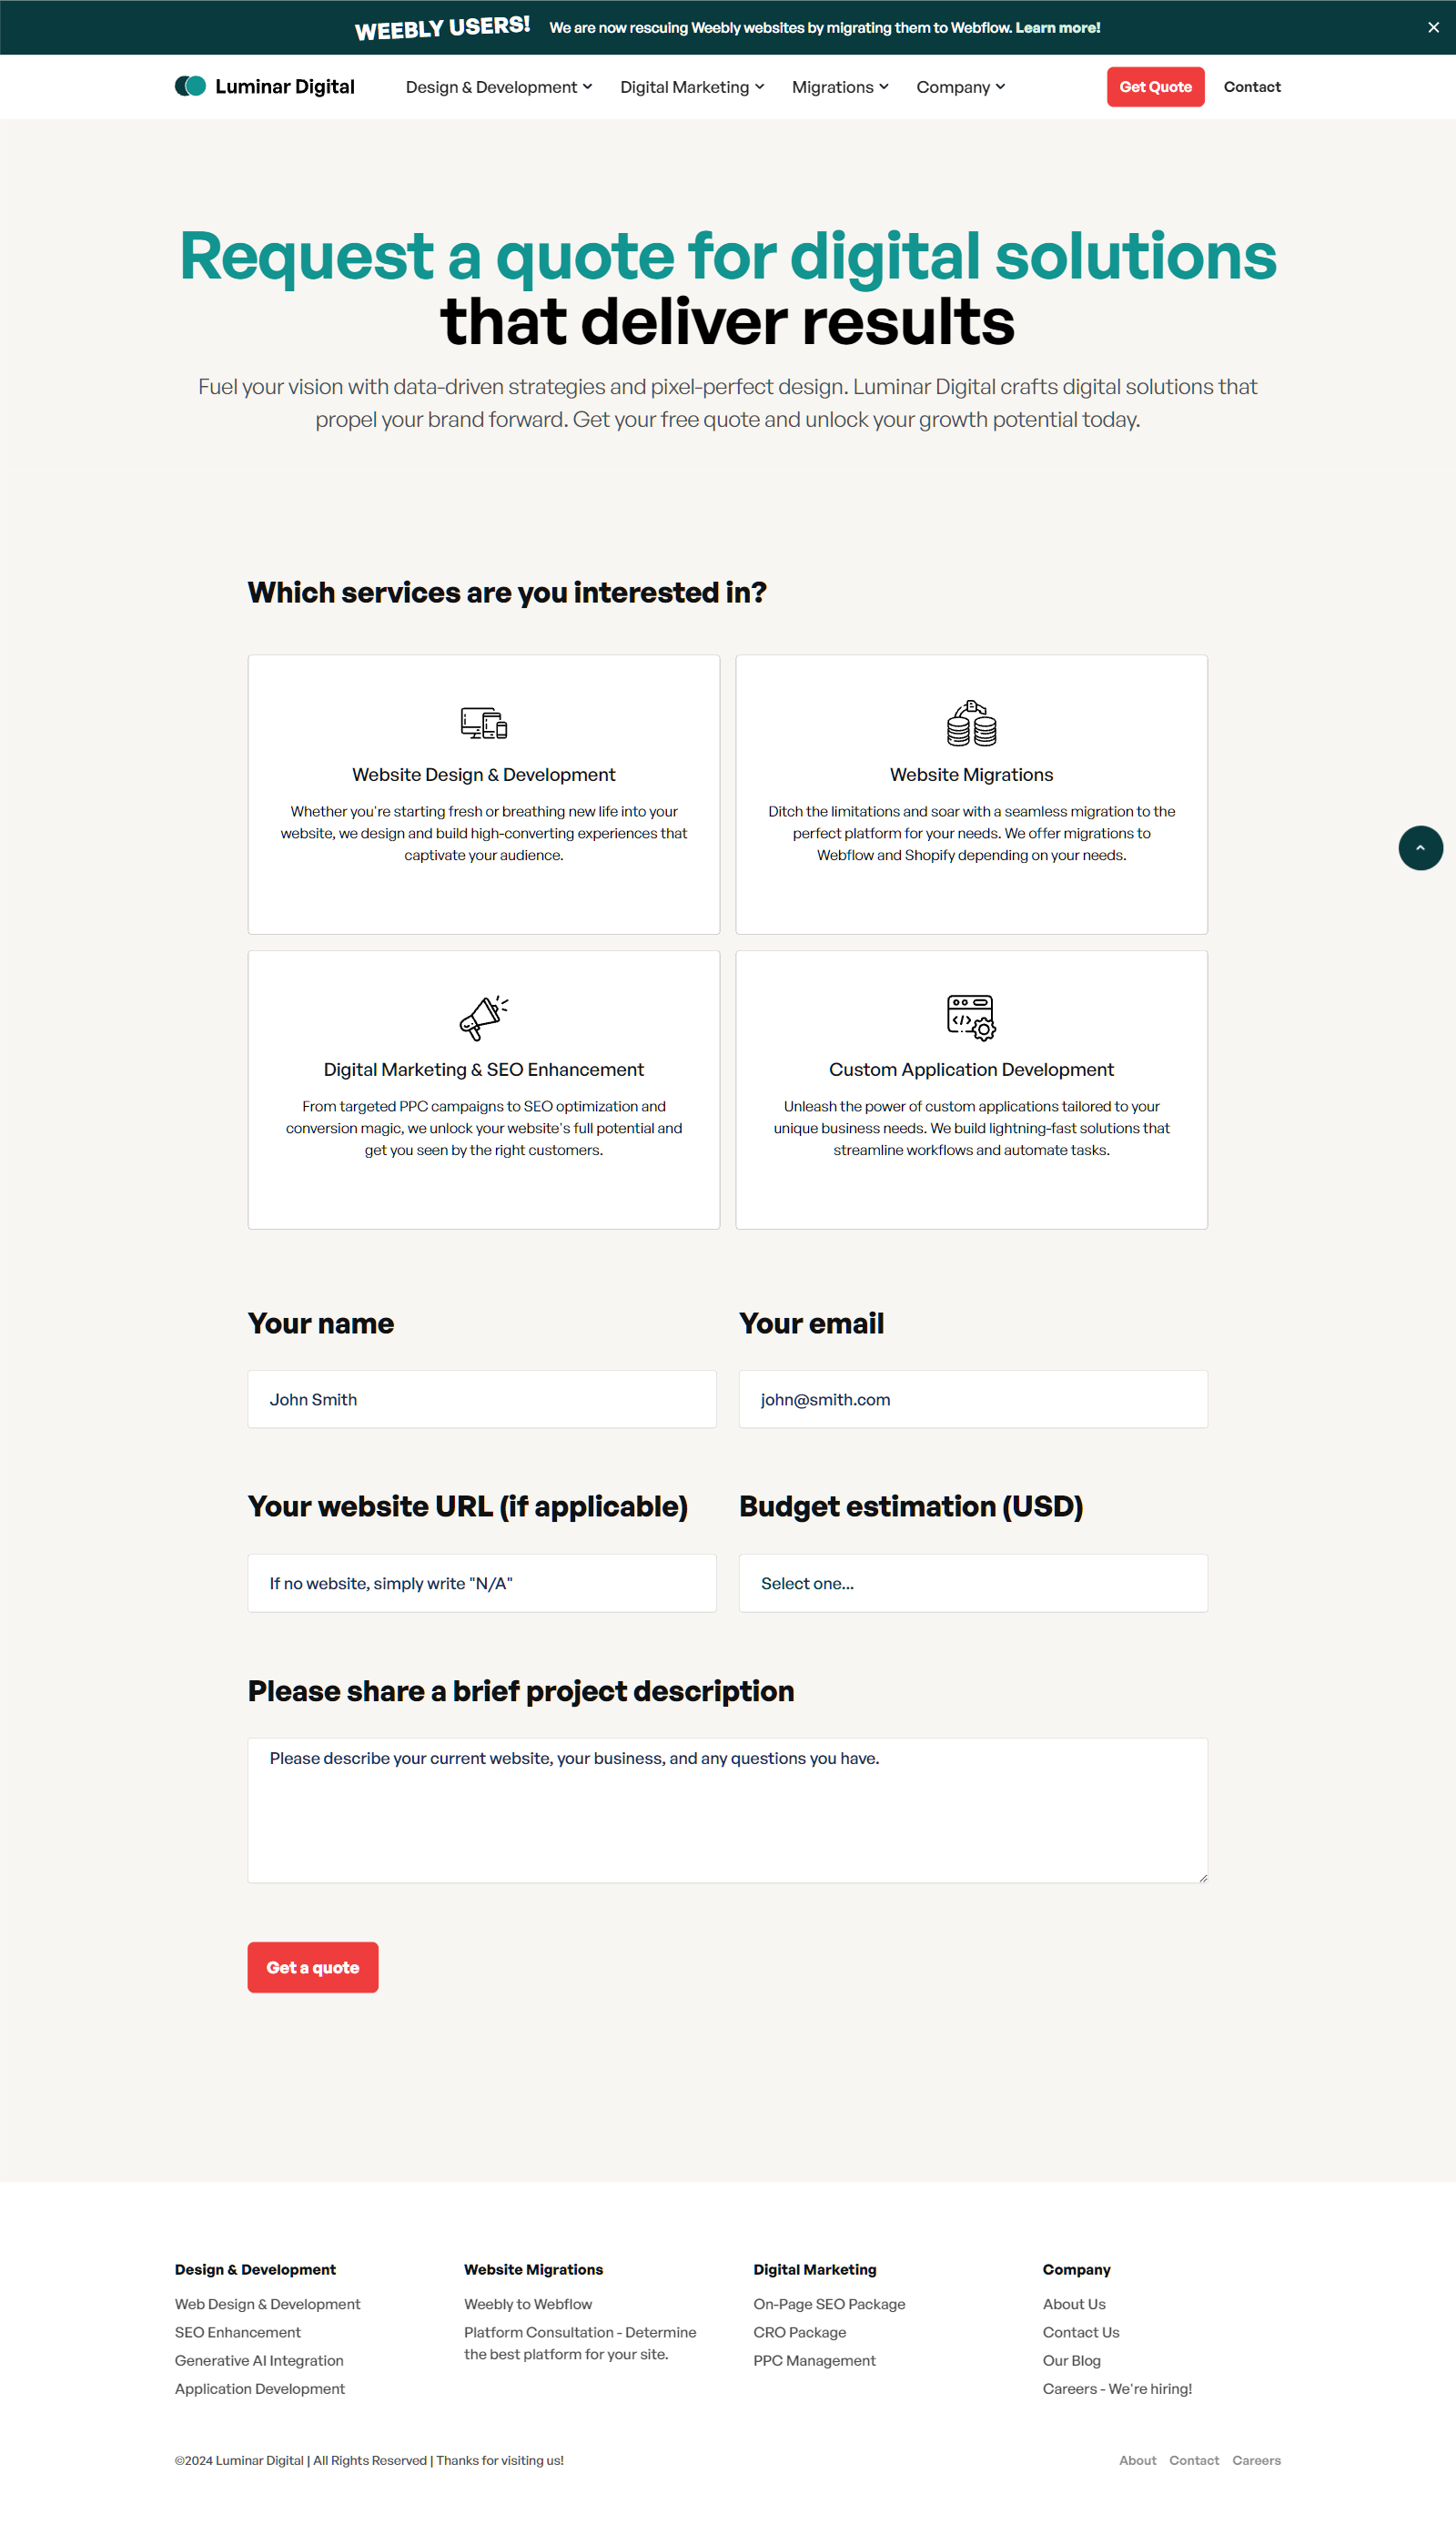 WEEBLY USERS! We are now rescuing Weebly websites by migrating them to Webflow. Learn more!
Luminar Digital Design & Development Digital Marketing Migrations Company Get Quote Contact
Request a quote for digital solutions
that deliver results
Fuel your vision with data-driven strategies and pixel-perfect design. Luminar Digital crafts digital solutions that
propel your brand forward. Get your free quote and unlock your growth potential today.
Which services are you interested in?
Website Design & Development
Whether you're starting fresh or breathing new life into your
website, we design and build high-converting experiences that
captivate your audience.
Website Migrations
Ditch the limitations and soar with a seamless migration to the
perfect platform for your needs. We offer migrations to
Webflow and Shopify depending on your needs.
Digital Marketing & SEO Enhancement
From targeted PPC campaigns to SEO optimization and
conversion magic, we unlock your website's full potential and
get you seen by the right customers.
Custom Application Development
Unleash the power of custom applications tailored to your
unique business needs. We build lightning-fast solutions that
streamline workflows and automate tasks.
Your name
John Smith
Your email
john@smith.com
Your website URL (if applicable)
If no website, simply write "N/A"
Budget estimation (USD)
Select one...
Please share a brief project description
Please describe your current website, your business, and any questions you have.
Get a quote
Design & Development
Web Design & Development
SEO Enhancement
Generative AI Integration
Application Development
Website Migrations
Weebly to Webflow
Platform Consultation - Determine
the best platform for your site.
Digital Marketing
On-Page SEO Package
CRO Package
PPC Management
Company
About Us
Contact Us
Our Blog
Careers - We're hiring!
©2024 Luminar Digital | All Rights Reserved | Thanks for visiting us!
About Contact Careers